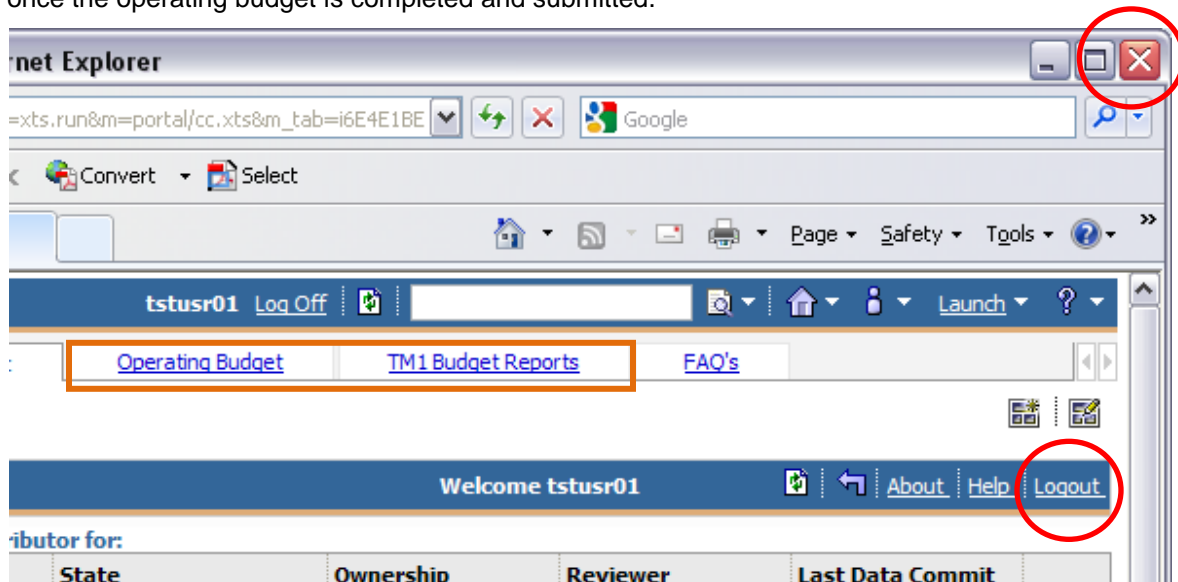 once the operating budget is completed and submitted.
rnet Explorer
=xts.run&m=portal/cc.xts&m_tab=i6E4E1BE Google
Convert Select
Page Safety Tools ? »
tstusr01 Log Off Launch ?
Operating Budget TM1 Budget Reports FAQ's
Welcome tstusr01 About Help Logout
ributor for:
State Ownership Reviewer Last Data Commit